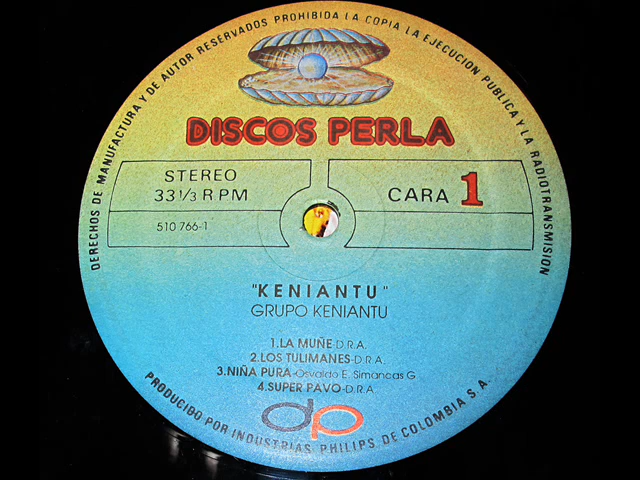 DERECHOS DE MANUFACTURA Y DE AUTOR RESERVADOS PROHIBIDA LA COPIA LA EJECUCION PUBLICA Y LA RADIOTRANSMISION
DISCOS PERLA
STEREO
33 1/3 RPM
CARA 1
510 766-1
"KENIANTU"
GRUPO KENIANTU
1.LA MUÑE-D.R.A.
2.LOS TULIMANES-D.R.A.
3.NIÑA PURA-Osvaldo E. Simancas G
4.SUPER PAVO-D.R.A.
dp
PRODUCIDO POR INDUSTRIAS PHILIPS DE COLOMBIA S.A.